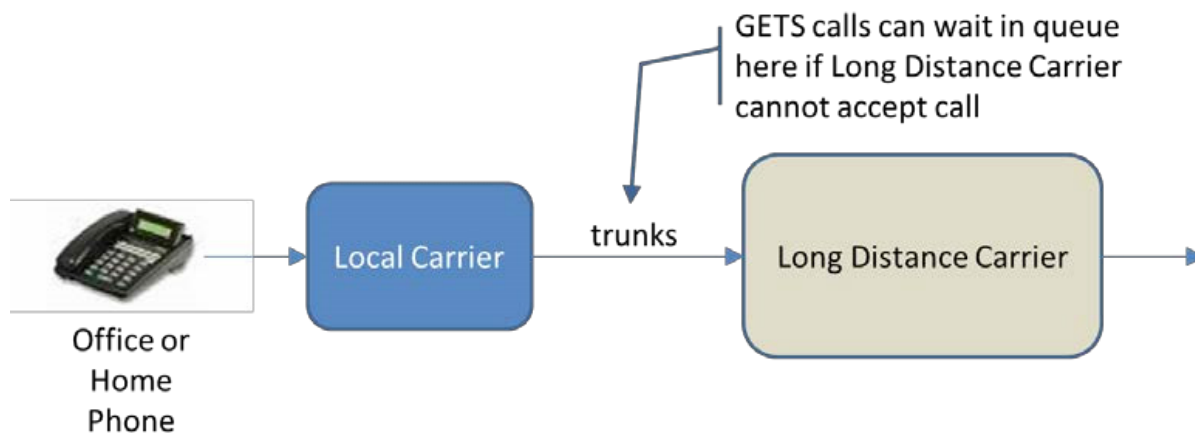 GETS calls can wait in queue
here if Long Distance Carrier
cannot accept call
Local Carrier
trunks
Long Distance Carrier
Office or
Home
Phone